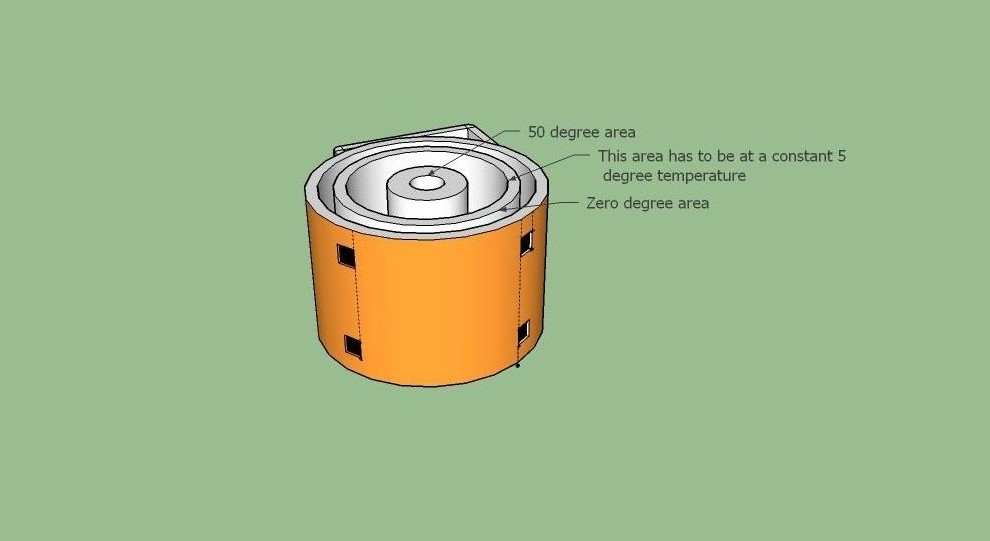 50 degree area
This area has to be at a constant 5
degree temperature
Zero degree area